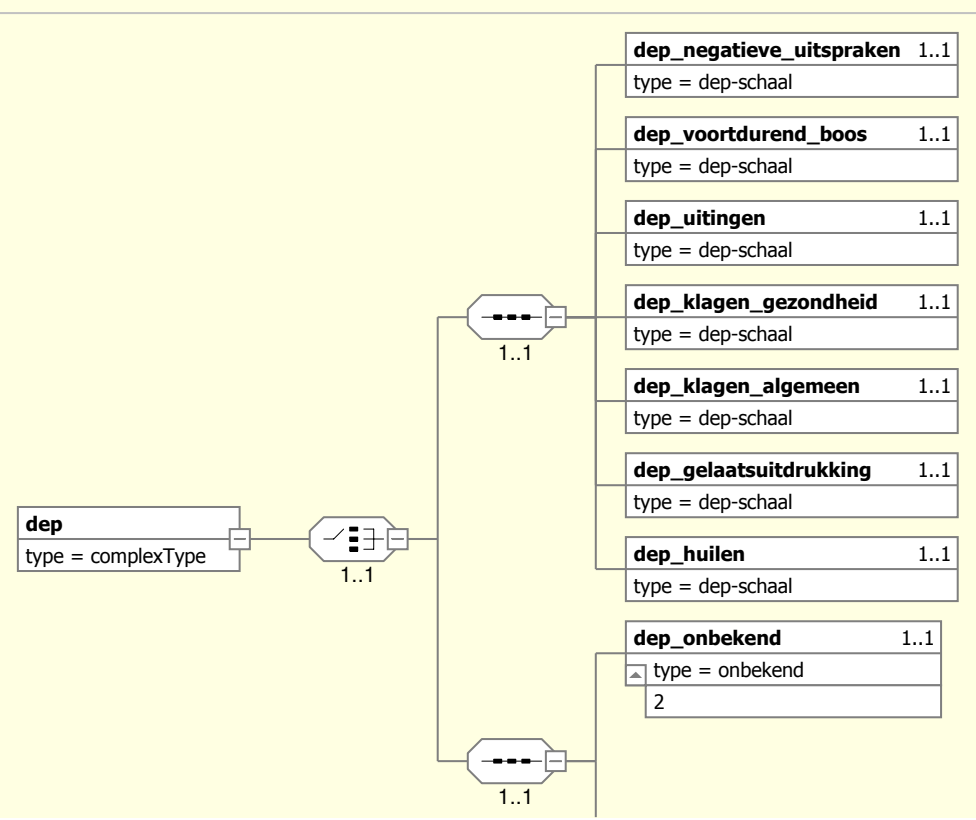 dep_negatieve_uitspraken 1..1
type = dep-schaal
dep_voortdurend_boos 1..1
type = dep-schaal
dep_uitingen 1..1
type = dep-schaal
dep_klagen_gezondheid 1..1
type = dep-schaal
1..1
dep_klagen_algemeen 1..1
type = dep-schaal
dep_gelaatsuitdrukking 1..1
type = dep-schaal
dep
type = complexType
1..1
dep_huilen 1..1
type = dep-schaal
dep_onbekend 1..1
type = onbekend
2
1..1